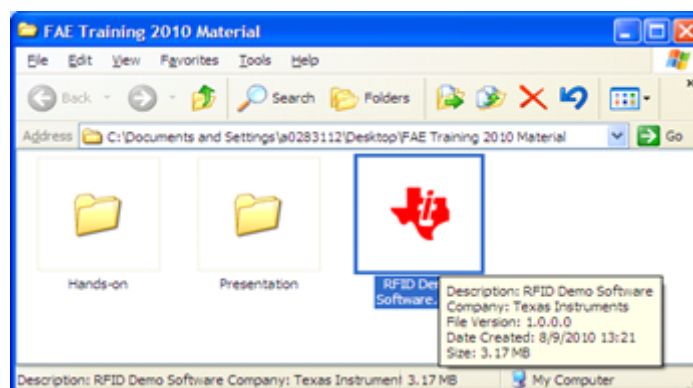 FAE Training 2010 Material
File Edit View Favorites Tools Help
Back Search Folders
Address C:\Documents and Settings\a0283112\Desktop\FAE Training 2010 Material Go
Hands-on Presentation RFID De
Software.
Description: RFID Demo Software
Company: Texas Instruments
File Version: 1.0.0.0
Date Created: 8/9/2010 13:21
Size: 3.17 MB
Description: RFID Demo Software Company: Texas Instrument 3.17 MB My Computer